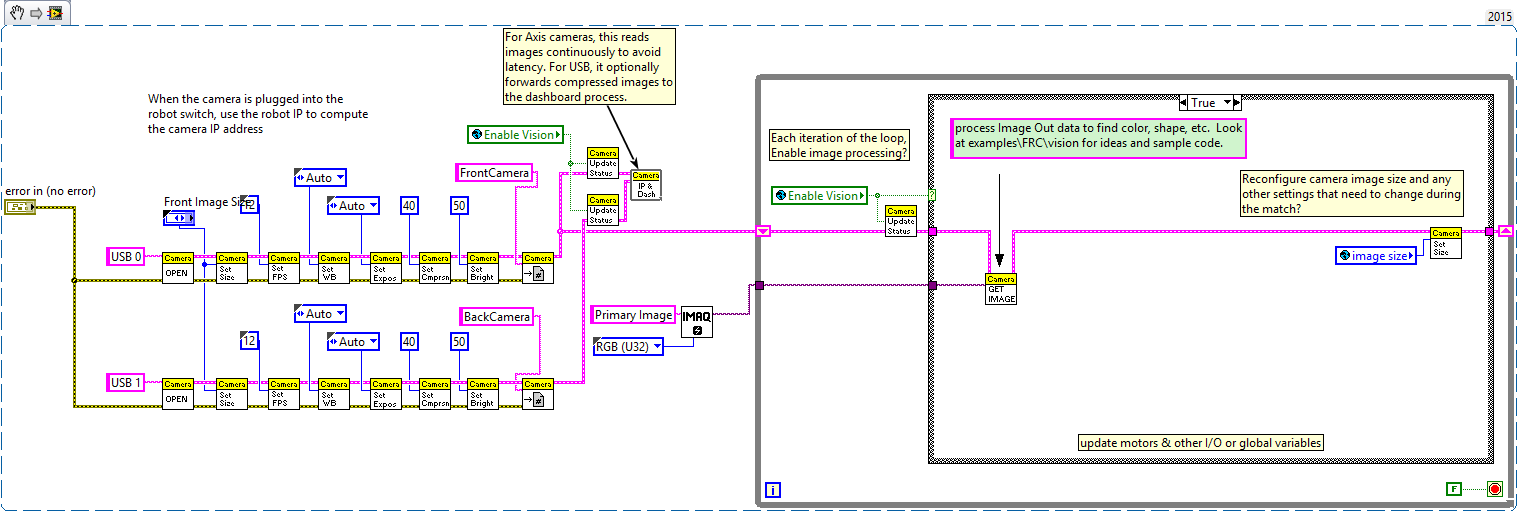 2015
For Axis cameras, this reads
images continuously to avoid
latency. For USB, it optionally
forwards compressed images to
the dashboard process.
When the camera is plugged into the
robot switch, use the robot IP to compute
the camera IP address
Enable Vision
Camera
Update
Status
Camera
IP &
Dash
FrontCamera
error in (no error)
Auto
Front Image Size
12
Auto
40
50
Camera
Update
Status
USB 0
Camera
OPEN
Camera
Set
Size
Camera
Set
FPS
Camera
Set
WB
Camera
Set
Expos
Camera
Set
Cmprsn
Camera
Set
Bright
Camera
#
Auto
BackCamera
12
Auto
40
50
USB 1
Camera
OPEN
Camera
Set
Size
Camera
Set
FPS
Camera
Set
WB
Camera
Set
Expos
Camera
Set
Cmprsn
Camera
Set
Bright
Camera
#
Primary Image
IMAQ
RGB (U32)
Each iteration of the loop,
Enable image processing?
Enable Vision
Camera
Update
Status
True
?
process Image Out data to find color, shape, etc.  Look
at examples\FRC\vision for ideas and sample code.
Camera
GET
IMAGE
Reconfigure camera image size and any
other settings that need to change during
the match?
image size
Camera
Set
Size
update motors & other I/O or global variables
i
F